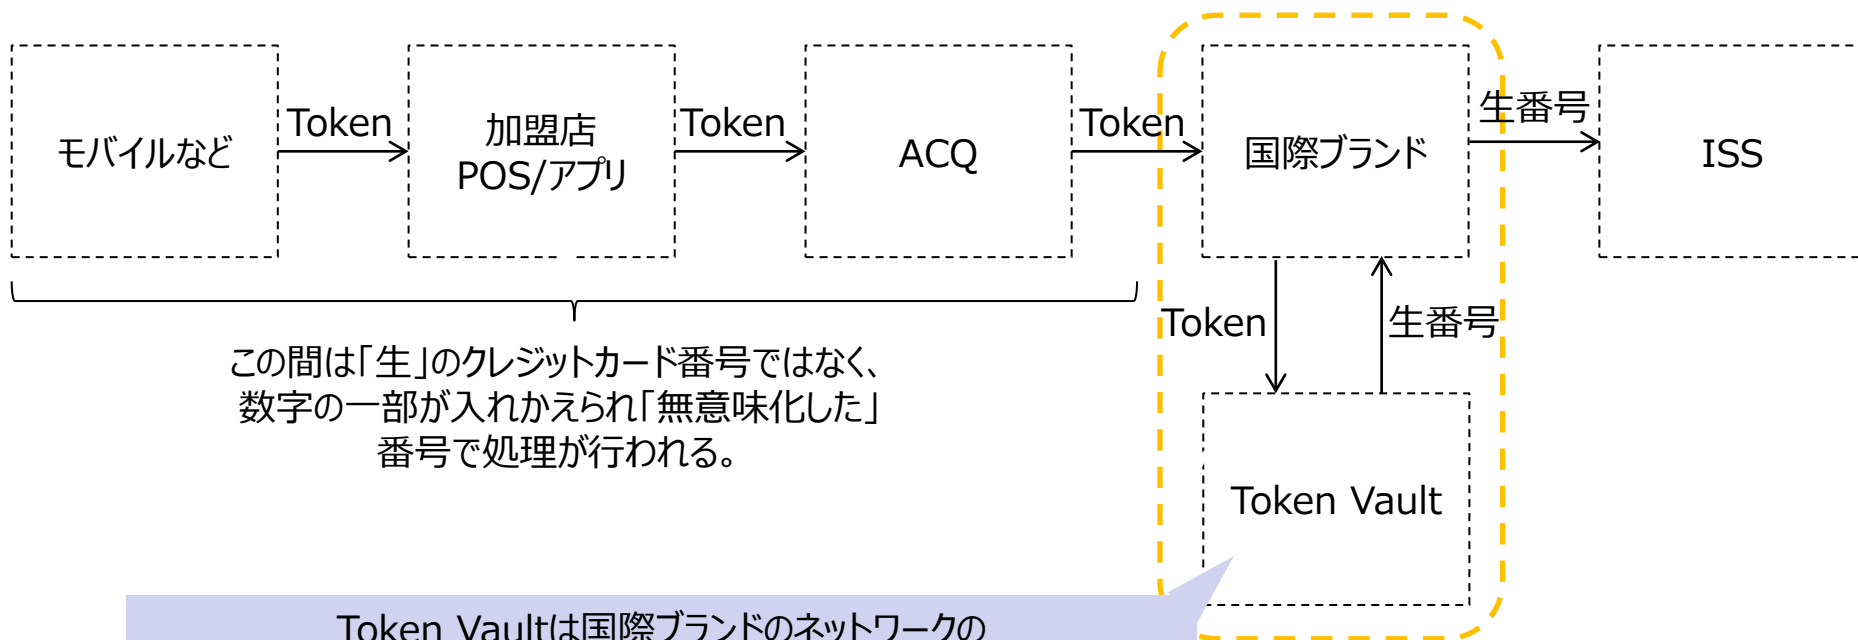 モバイルなど
Token
加盟店
POS/アプリ
Token
ACQ
Token
国際ブランド
生番号
ISS
Token
生番号
Token Vault
この間は「生」のクレジットカード番号ではなく、
数字の一部が入れかえられ「無意味化した」
番号で処理が行われる。
Token Vaultは国際ブランドのネットワークの